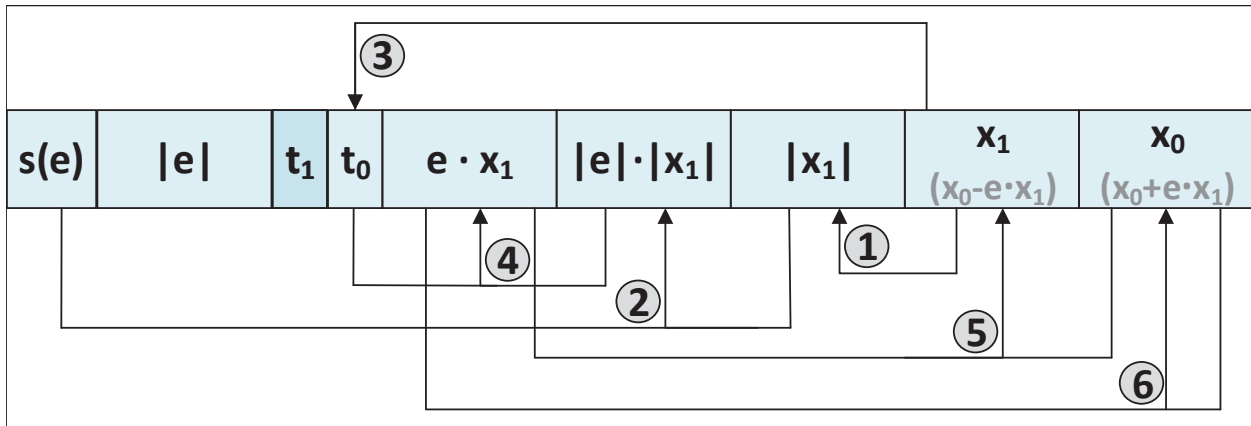 3
s(e) |e| t₁ t₀ e · x₁ |e|·|x₁| |x₁| x₁ x₀
(x₀-e·x₁) (x₀+e·x₁)
4 1
2
5
6